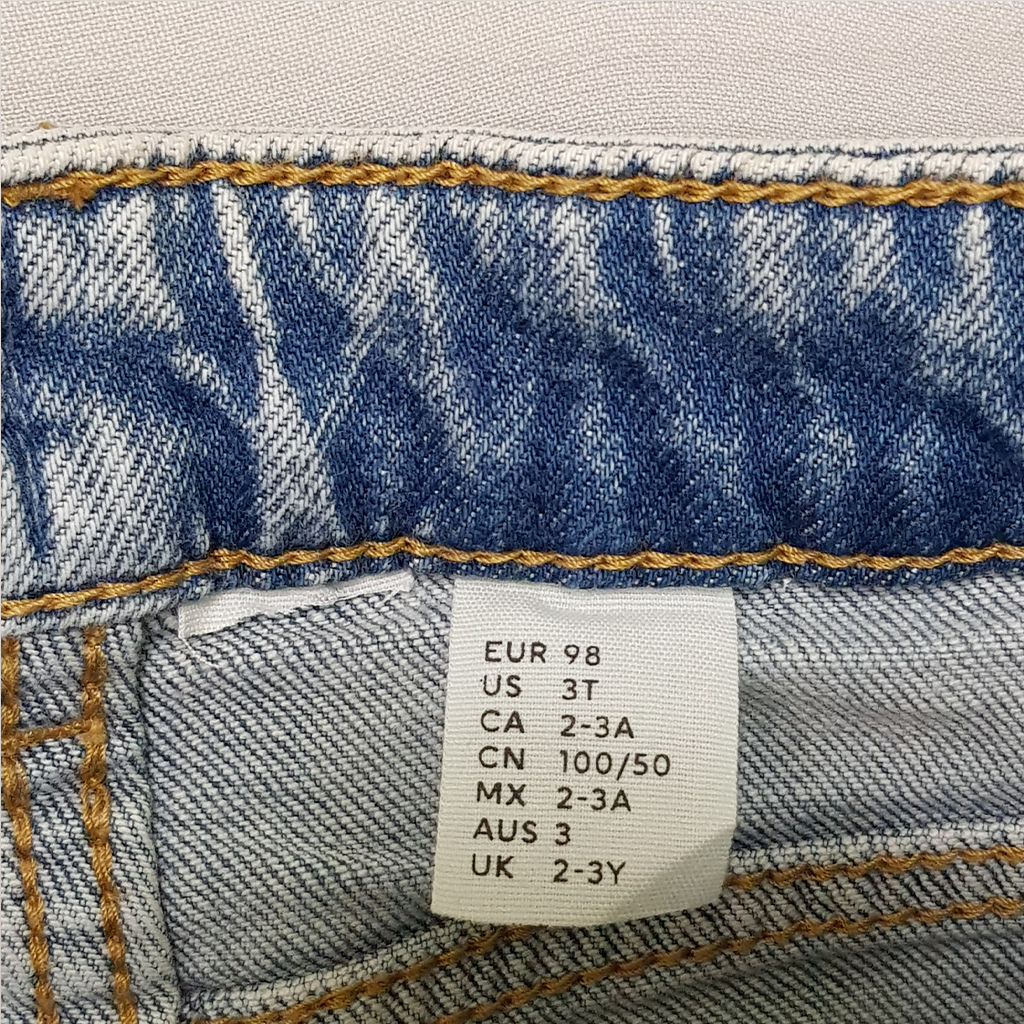 EUR 98
US 3T
CA 2-3A
CN 100/50
MX 2-3A
AUS 3
UK 2-3Y